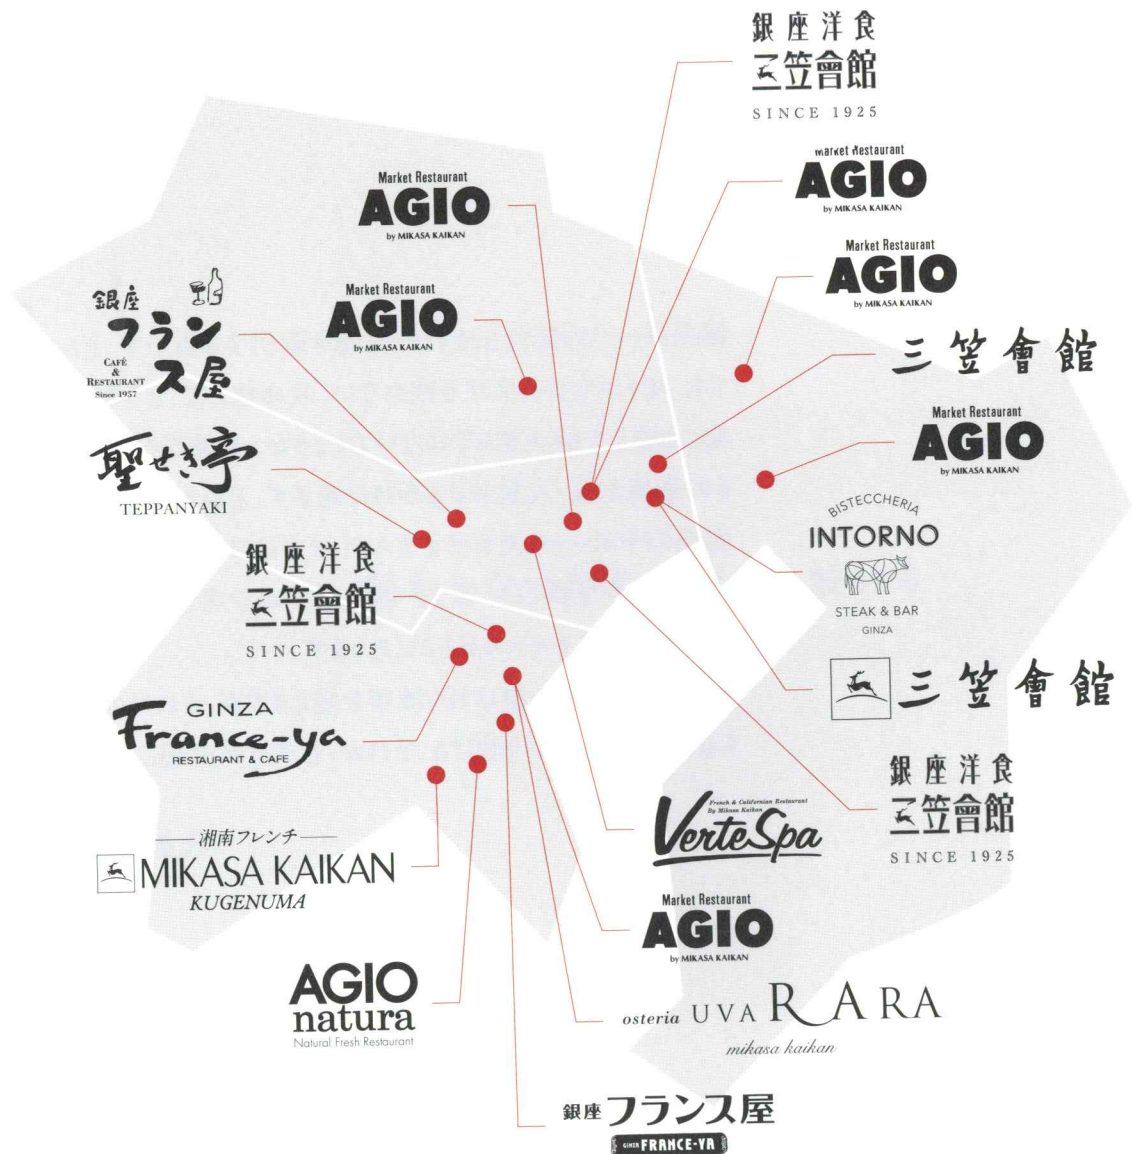 銀座洋食
三笠會館
SINCE 1925
Market Restaurant
AGIO
by MIKASA KAIKAN
Market Restaurant
AGIO
by MIKASA KAIKAN
Market Restaurant
AGIO
by MIKASA KAIKAN
銀座
フラン
ス屋
CAFÉ
&
RESTAURANT
Since 1957
Market Restaurant
AGIO
by MIKASA KAIKAN
三笠會館
Market Restaurant
AGIO
by MIKASA KAIKAN
聖せき亭
TEPPANYAKI
BISTECCHERIA
INTORNO
STEAK & BAR
GINZA
銀座洋食
三笠會館
SINCE 1925
三笠會館
GINZA
France-ya
RESTAURANT & CAFE
銀座洋食
三笠會館
SINCE 1925
French & Californian Restaurant
By Mikasa Kaikan
VerteSpa
湘南フレンチ
MIKASA KAIKAN
KUGENUMA
Market Restaurant
AGIO
by MIKASA KAIKAN
AGIO
natura
Natural Fresh Restaurant
osteria UVA RARA
mikasa kaikan
銀座フランス屋
GINZA FRANCE-YA